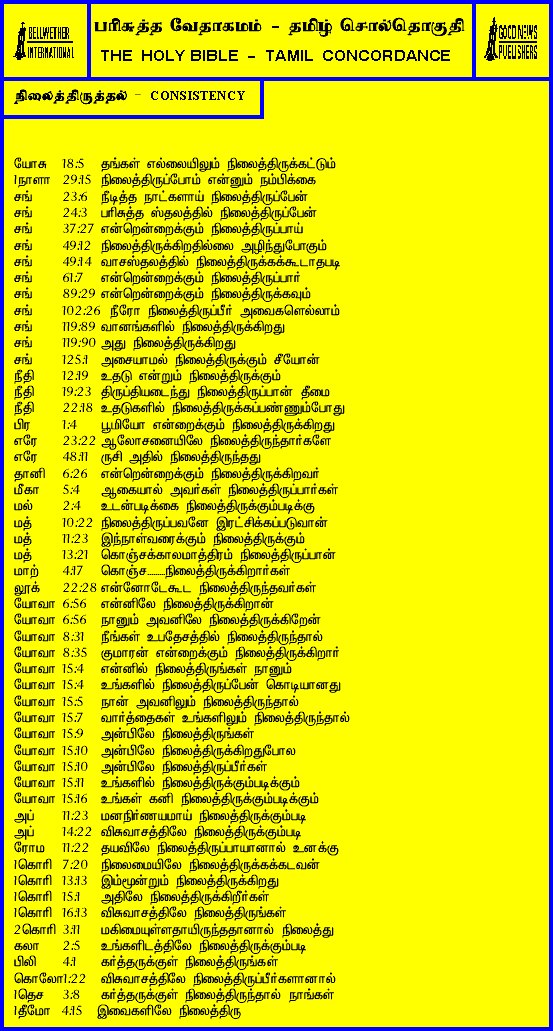 BELLWETHER
INTERNATIONAL
பரிசுத்த வேதாகமம் - தமிழ் சொல்தொகுதி
THE HOLY BIBLE - TAMIL CONCORDANCE
GOOD NEWS
PUBLISHERS
நிலைத்திருத்தல் - CONSISTENCY
யோசு 18:5 தங்கள் எல்லையிலும் நிலைத்திருக்கட்டும்
1நாளா 29:15 நிலைத்திருப்போம் என்னும் நம்பிக்கை
சங் 23:6 நீடித்த நாட்களாய் நிலைத்திருப்பேன்
சங் 24:3 பரிசுத்த ஸ்தலத்தில் நிலைத்திருப்பேன்
சங் 37:27 என்றென்றைக்கும் நிலைத்திருப்பாய்
சங் 49:12 நிலைத்திருக்கிறதில்லை அழிந்துபோகும்
சங் 49:14 வாசஸ்தலத்தில் நிலைத்திருக்கக்கூடாதபடி
சங் 61:7 என்றென்றைக்கும் நிலைத்திருப்பார்
சங் 89:29 என்றென்றைக்கும் நிலைத்திருக்கவும்
சங் 102:26 நீரோ நிலைத்திருப்பீர் அவைகளெல்லாம்
சங் 119:89 வானங்களில் நிலைத்திருக்கிறது
சங் 119:90 அது நிலைத்திருக்கிறது
சங் 125:1 அசையாமல் நிலைத்திருக்கும் சீயோன்
நீதி 12:19 உதடு என்றும் நிலைத்திருக்கும்
நீதி 19:23 திருப்தியடைந்து நிலைத்திருப்பான் தீமை
நீதி 22:18 உதடுகளில் நிலைத்திருக்கப்பண்ணும்போது
பிர 1:4 பூமியோ என்றைக்கும் நிலைத்திருக்கிறது
எரே 23:22 ஆலோசனையிலே நிலைத்திருந்தார்களே
எரே 48:11 ருசி அதில் நிலைத்திருந்தது
தானி 6:26 என்றென்றைக்கும் நிலைத்திருக்கிறவர்
மீகா 5:4 ஆகையால் அவர்கள் நிலைத்திருப்பார்கள்
மல் 2:4 உடன்படிக்கை நிலைத்திருக்கும்படிக்கு
மத் 10:22 நிலைத்திருப்பவனே இரட்சிக்கப்படுவான்
மத் 11:23 இந்நாள்வரைக்கும் நிலைத்திருக்கும்
மத் 13:21 கொஞ்சக்காலமாத்திரம் நிலைத்திருப்பான்
மாற் 4:17 கொஞ்ச.........நிலைத்திருக்கிறார்கள்
லூக் 22:28 என்னோடேகூட நிலைத்திருந்தவர்கள்
யோவா 6:56 என்னிலே நிலைத்திருக்கிறான்
யோவா 6:56 நானும் அவனிலே நிலைத்திருக்கிறேன்
யோவா 8:31 நீங்கள் உபதேசத்தில் நிலைத்திருந்தால்
யோவா 8:35 குமாரன் என்றைக்கும் நிலைத்திருக்கிறார்
யோவா 15:4 என்னில் நிலைத்திருங்கள் நானும்
யோவா 15:4 உங்களில் நிலைத்திருப்பேன் கொடியானது
யோவா 15:5 நான் அவனிலும் நிலைத்திருந்தால்
யோவா 15:7 வார்த்தைகள் உங்களிலும் நிலைத்திருந்தால்
யோவா 15:9 அன்பிலே நிலைத்திருங்கள்
யோவா 15:10 அன்பிலே நிலைத்திருக்கிறதுபோல
யோவா 15:10 அன்பிலே நிலைத்திருப்பீர்கள்
யோவா 15:11 உங்களில் நிலைத்திருக்கும்படிக்கும்
யோவா 15:16 உங்கள் கனி நிலைத்திருக்கும்படிக்கும்
அப் 11:23 மனநிர்ணயமாய் நிலைத்திருக்கும்படி
அப் 14:22 விசுவாசத்திலே நிலைத்திருக்கும்படி
ரோம 11:22 தயவிலே நிலைத்திருப்பாயானால் உனக்கு
1கொரி 7:20 நிலைமையிலே நிலைத்திருக்கக்கடவன்
1கொரி 13:13 இம்மூன்றும் நிலைத்திருக்கிறது
1கொரி 15:1 அதிலே நிலைத்திருக்கிறீர்கள்
1கொரி 16:13 விசுவாசத்திலே நிலைத்திருங்கள்
2கொரி 3:11 மகிமையுள்ளதாயிருந்ததானால் நிலைத்து
கலா 2:5 உங்களிடத்திலே நிலைத்திருக்கும்படி
பிலி 4:1 கர்த்தருக்குள் நிலைத்திருங்கள்
கொலோ1:22 விசுவாசத்திலே நிலைத்திருப்பீர்களானால்
1தெச 3:8 கர்த்தருக்குள் நிலைத்திருந்தால் நாங்கள்
1தீமோ 4:15 இவைகளிலே நிலைத்திரு